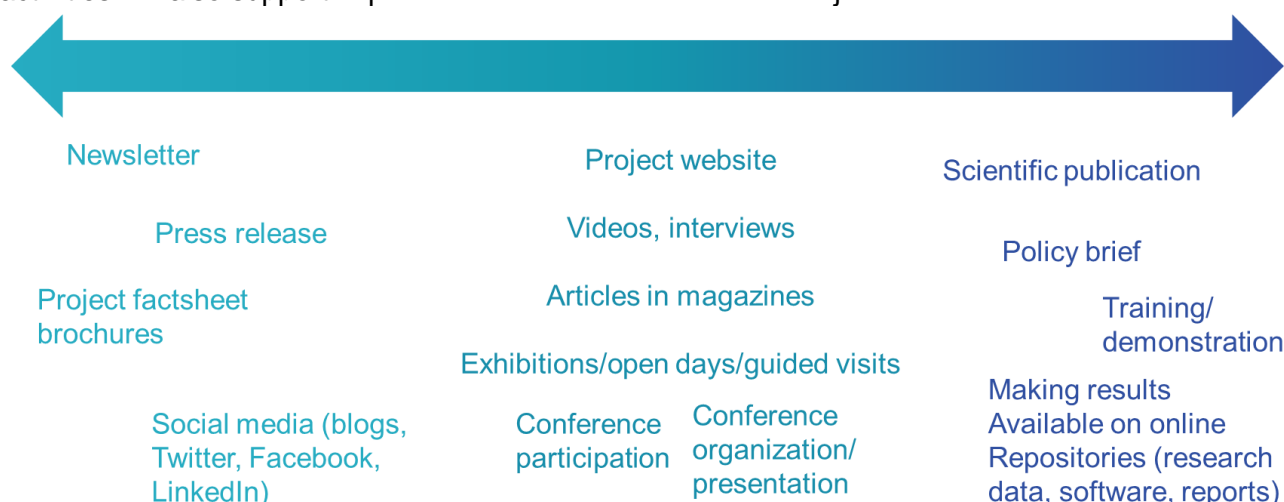 Newsletter
Press release
Project factsheet
brochures
Social media (blogs,
Twitter, Facebook,
LinkedIn)
Project website
Videos, interviews
Articles in magazines
Exhibitions/open days/guided visits
Conference
participation
Conference
organization/
presentation
Scientific publication
Policy brief
Training/
demonstration
Making results
Available on online
Repositories (research
data, software, reports)